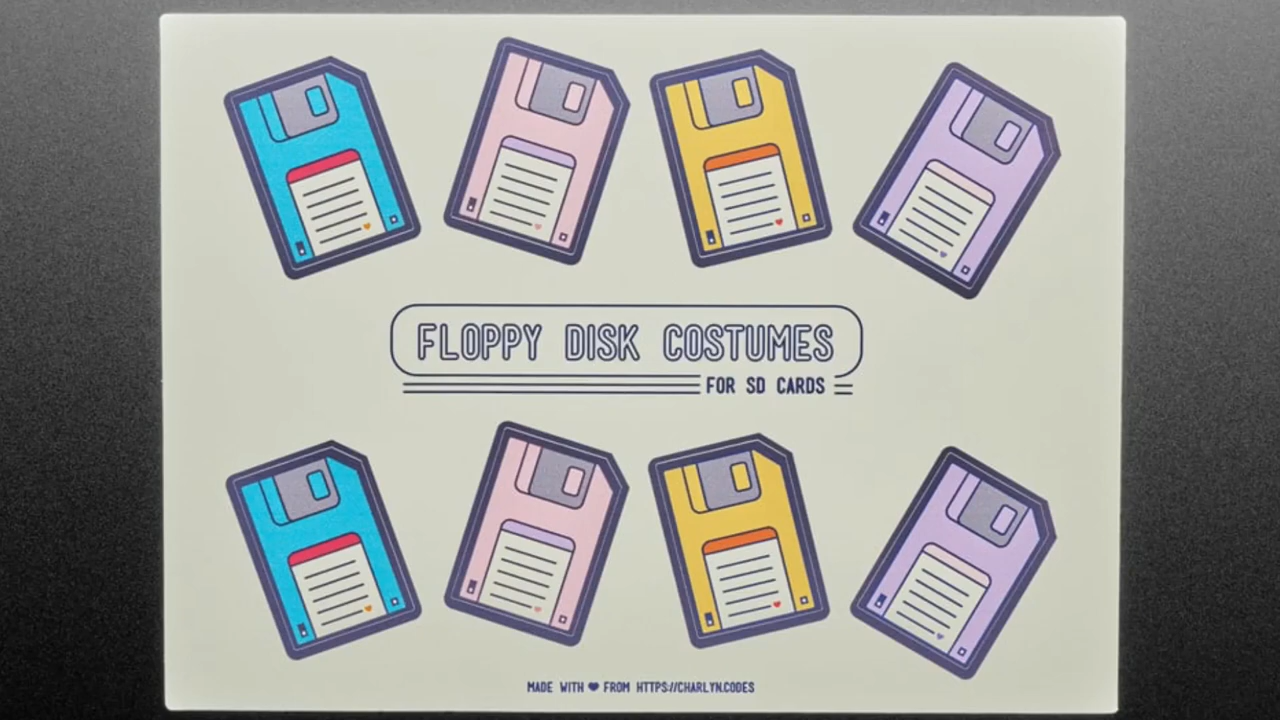 FLOPPY DISK COSTUMES
FOR SD CARDS
MADE WITH ♥ FROM HTTPS://CHARLYN.CODES